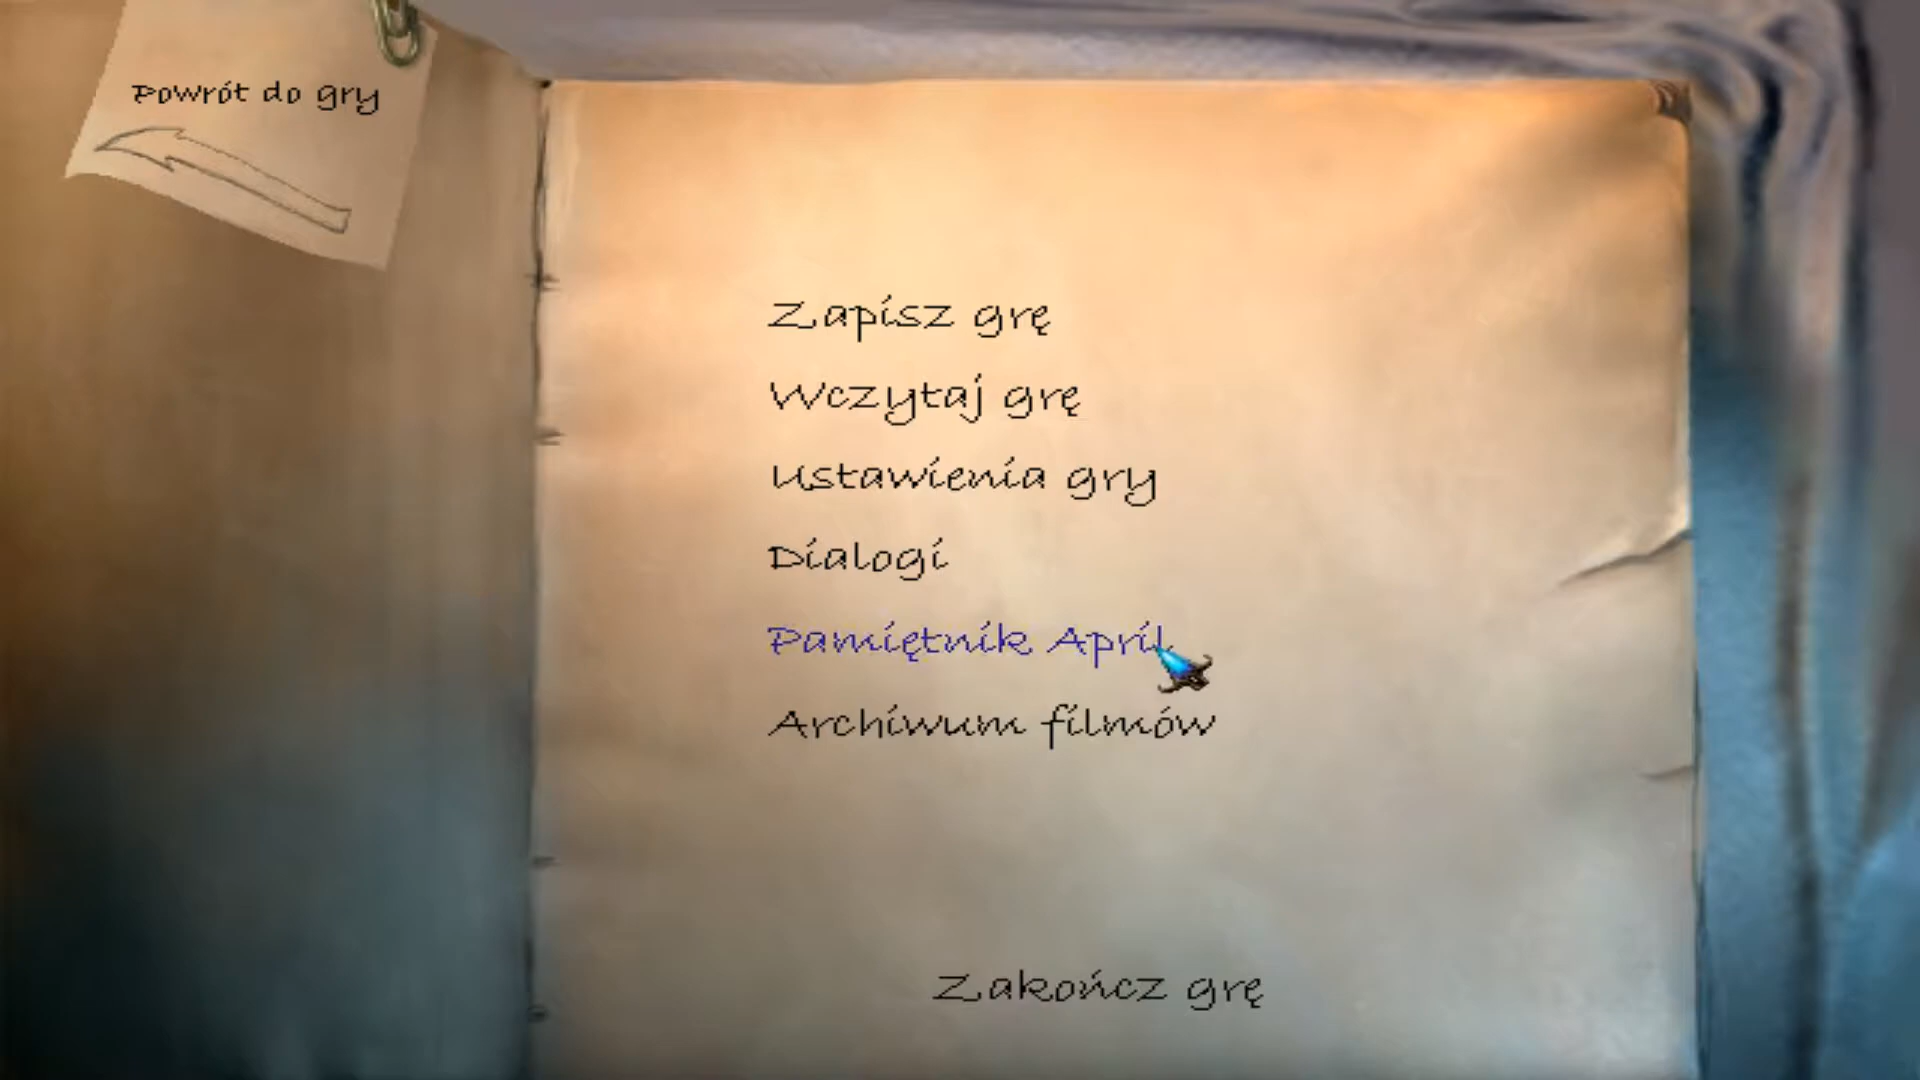 Powrót do gry
Zapisz grę
Wczytaj grę
Ustawienia gry
Dialogi
Pamiętnik April
Archiwum filmów
Zakończ grę